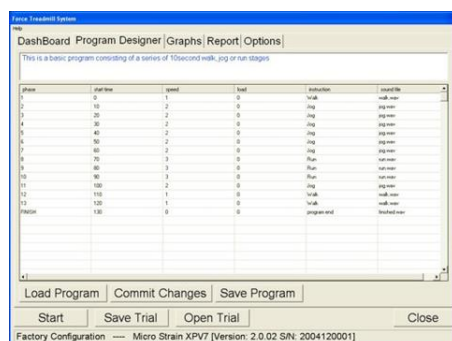 Force Treadmill System
Help
DashBoard Program Designer Graphs Report Options
This is a basic program consisting of a series of 10second walk, jog or run stages
phase start time speed load instruction sound file
1 0 1 0 Walk walk.wav
2 10 2 0 Jog jog.wav
3 20 2 0 Jog jog.wav
4 30 2 0 Jog jog.wav
5 40 2 0 Jog jog.wav
6 50 2 0 Jog jog.wav
7 60 2 0 Jog jog.wav
8 70 3 0 Run run.wav
9 80 3 0 Run run.wav
10 90 3 0 Run run.wav
11 100 2 0 Jog jog.wav
12 110 1 0 Walk walk.wav
13 120 1 0 Walk walk.wav
FINISH 130 0 0 program end finished.wav
Load Program Commit Changes Save Program
Start Save Trial Open Trial Close
Factory Configuration ---- Micro Strain XPV7 [Version: 2.0.02 S/N: 2004120001]